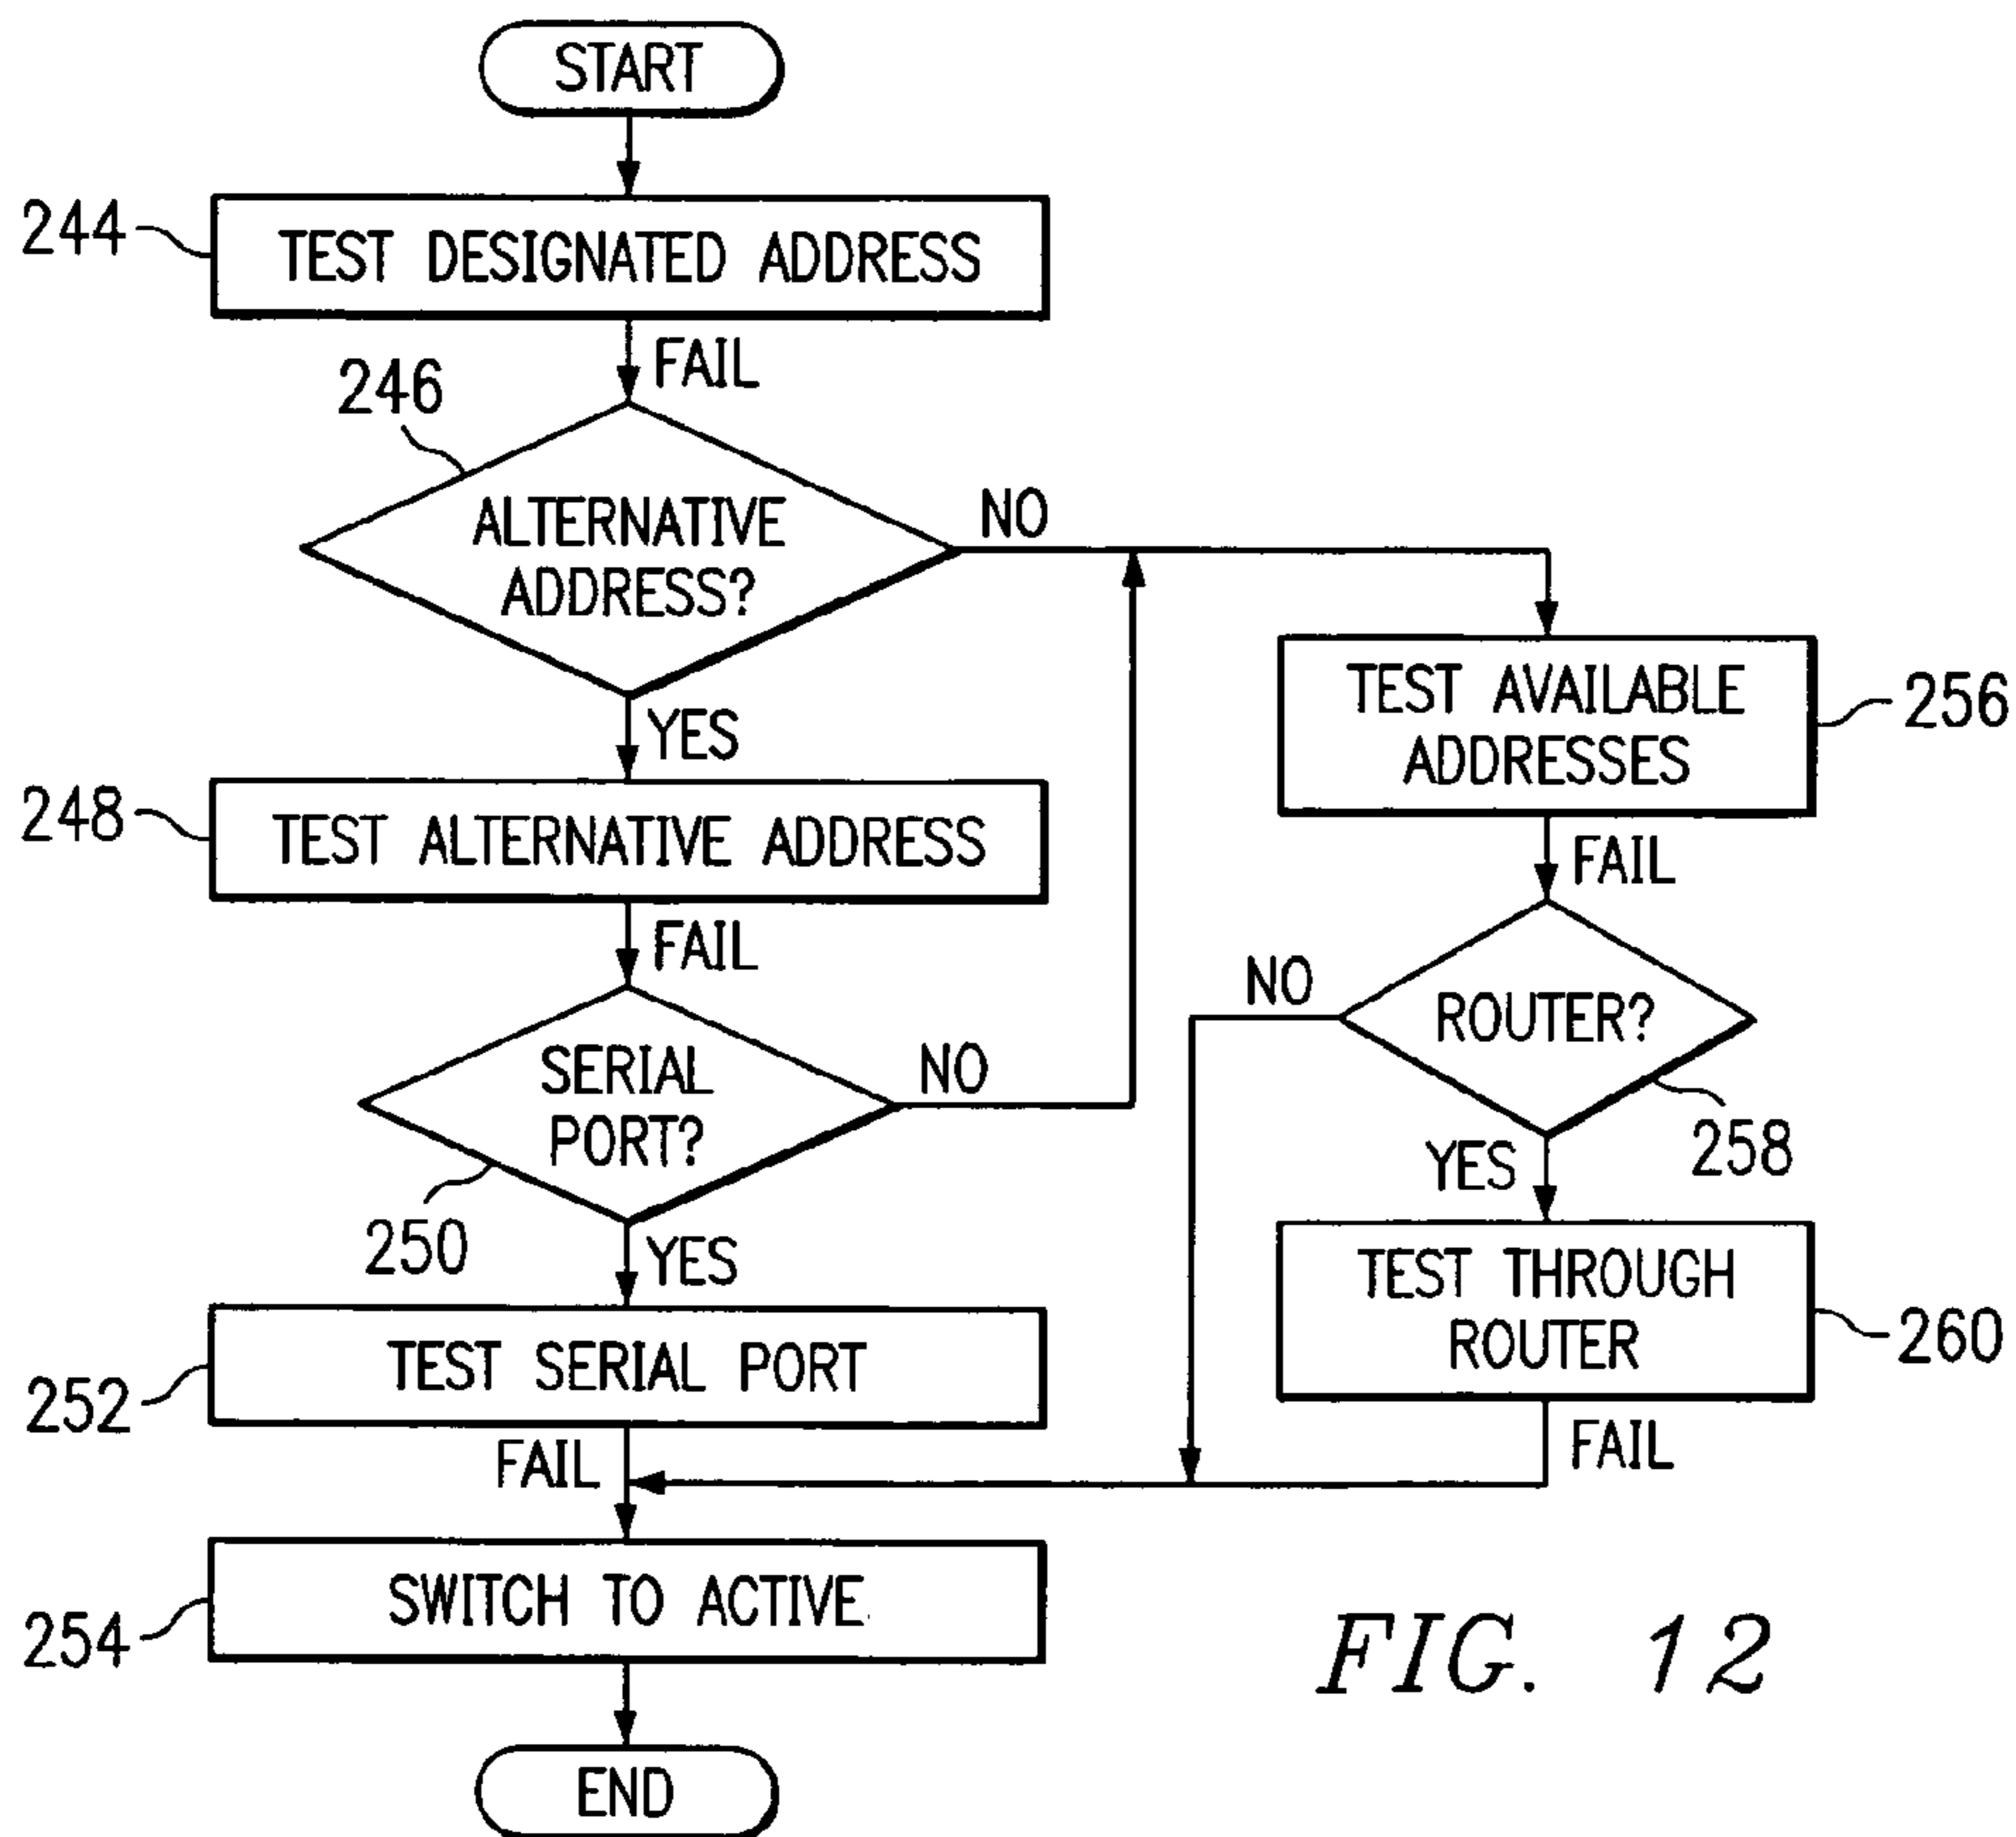 START
244
TEST DESIGNATED ADDRESS
FAIL
246
ALTERNATIVE
ADDRESS?
NO
YES
248
TEST ALTERNATIVE ADDRESS
FAIL
SERIAL
PORT?
NO
250
YES
252
TEST SERIAL PORT
FAIL
254
SWITCH TO ACTIVE
END
TEST AVAILABLE
ADDRESSES
256
FAIL
NO
ROUTER?
258
YES
TEST THROUGH
ROUTER
260
FAIL
FIG. 12